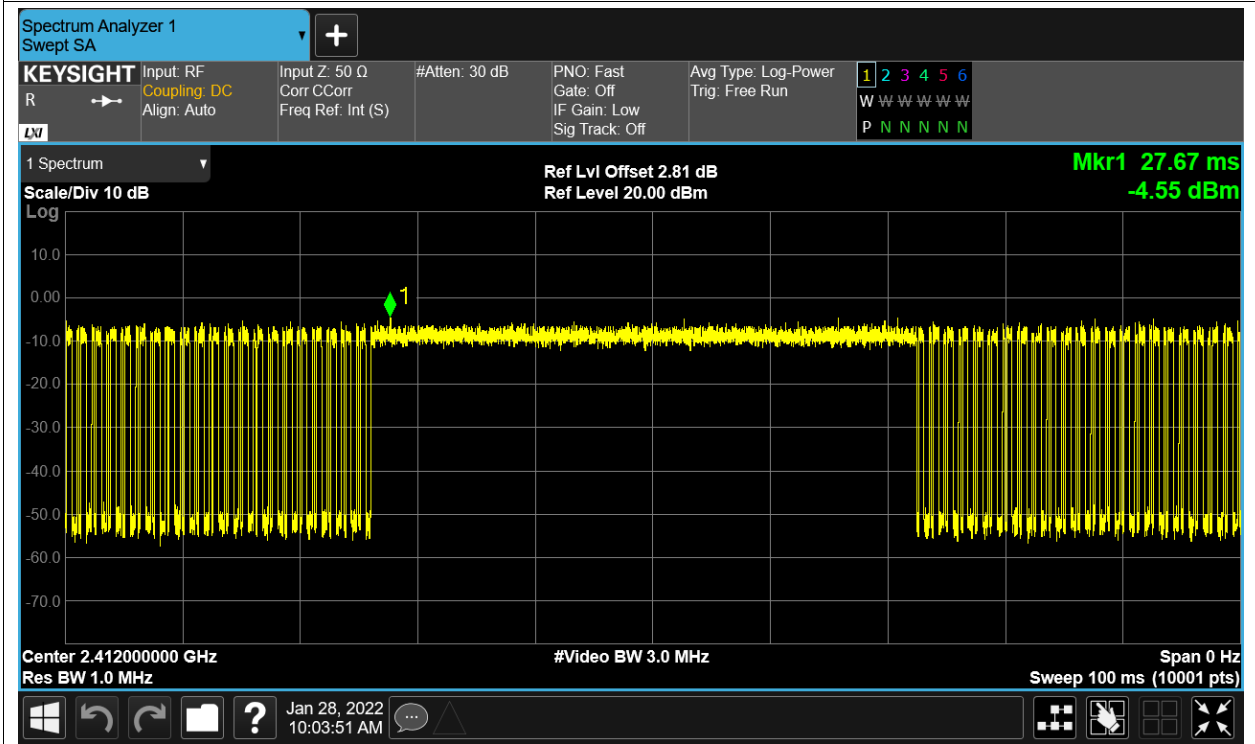 Spectrum Analyzer 1
Swept SA
+
KEYSIGHT
R
LXI
Input: RF
Coupling: DC
Align: Auto
Input Z: 50 Ω
Corr CCorr
Freq Ref: Int (S)
#Atten: 30 dB
PNO: Fast
Gate: Off
IF Gain: Low
Sig Track: Off
Avg Type: Log-Power
Trig: Free Run
1 2 3 4 5 6
W W W W W W
P N N N N N
1 Spectrum
Scale/Div 10 dB
Ref Lvl Offset 2.81 dB
Ref Level 20.00 dBm
Mkr1 27.67 ms
-4.55 dBm
Log
10.0
0.00
-10.0
-20.0
-30.0
-40.0
-50.0
-60.0
-70.0
1
Center 2.412000000 GHz
Res BW 1.0 MHz
#Video BW 3.0 MHz
Span 0 Hz
Sweep 100 ms (10001 pts)
?
Jan 28, 2022
10:03:51 AM